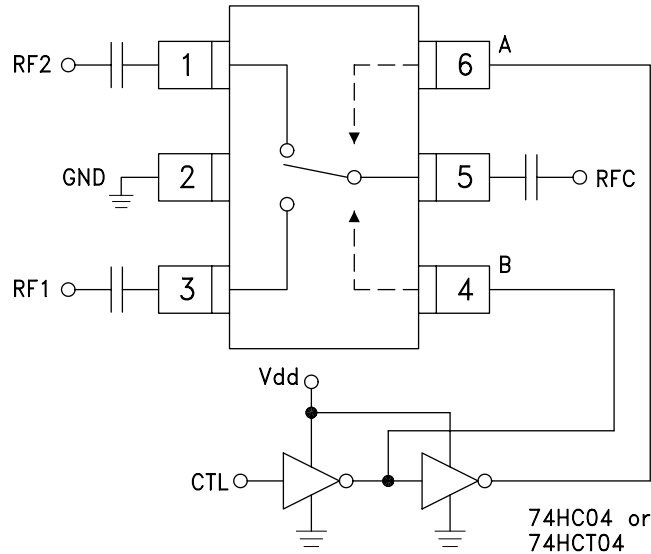 A
RF2 1 6
GND 2 5 RFC
B
RF1 3 4
Vdd
CTL
74HC04 or
74HCT04